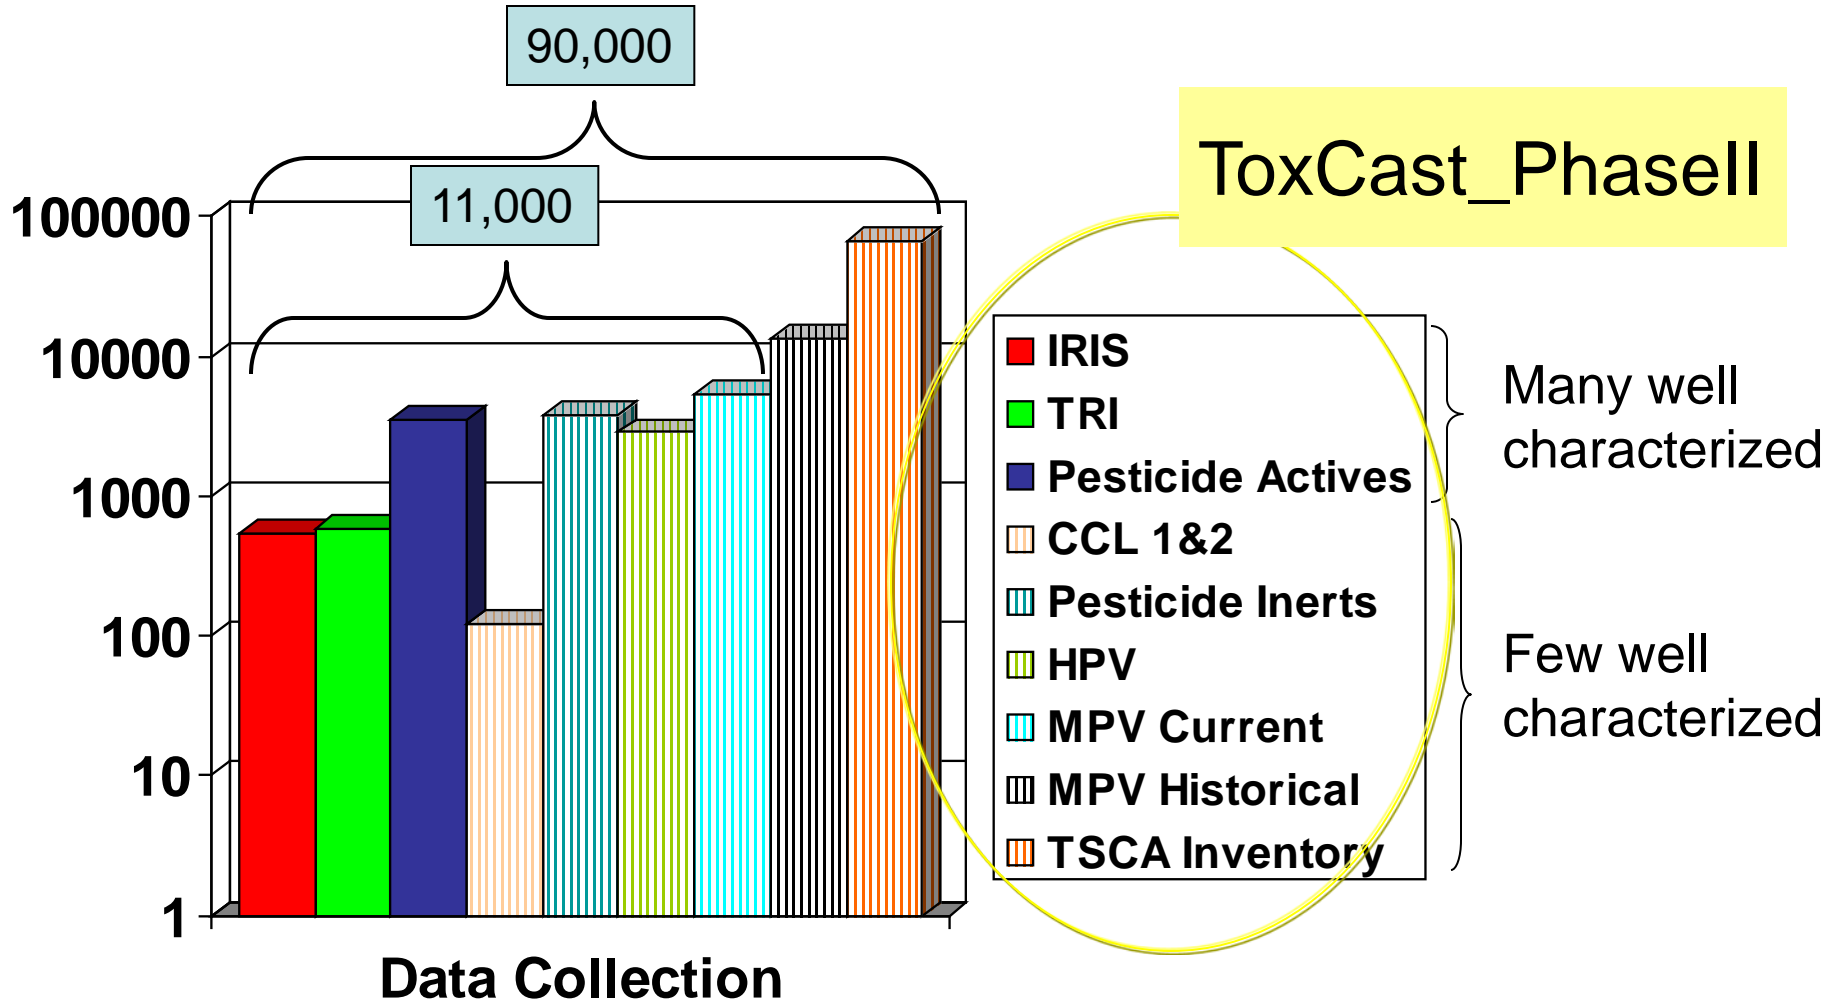 90,000
11,000
ToxCast_PhaseII
100000
10000
1000
100
10
1
Data Collection
IRIS
TRI
Pesticide Actives
CCL 1&2
Pesticide Inerts
HPV
MPV Current
MPV Historical
TSCA Inventory
Many well
characterized
Few well
characterized